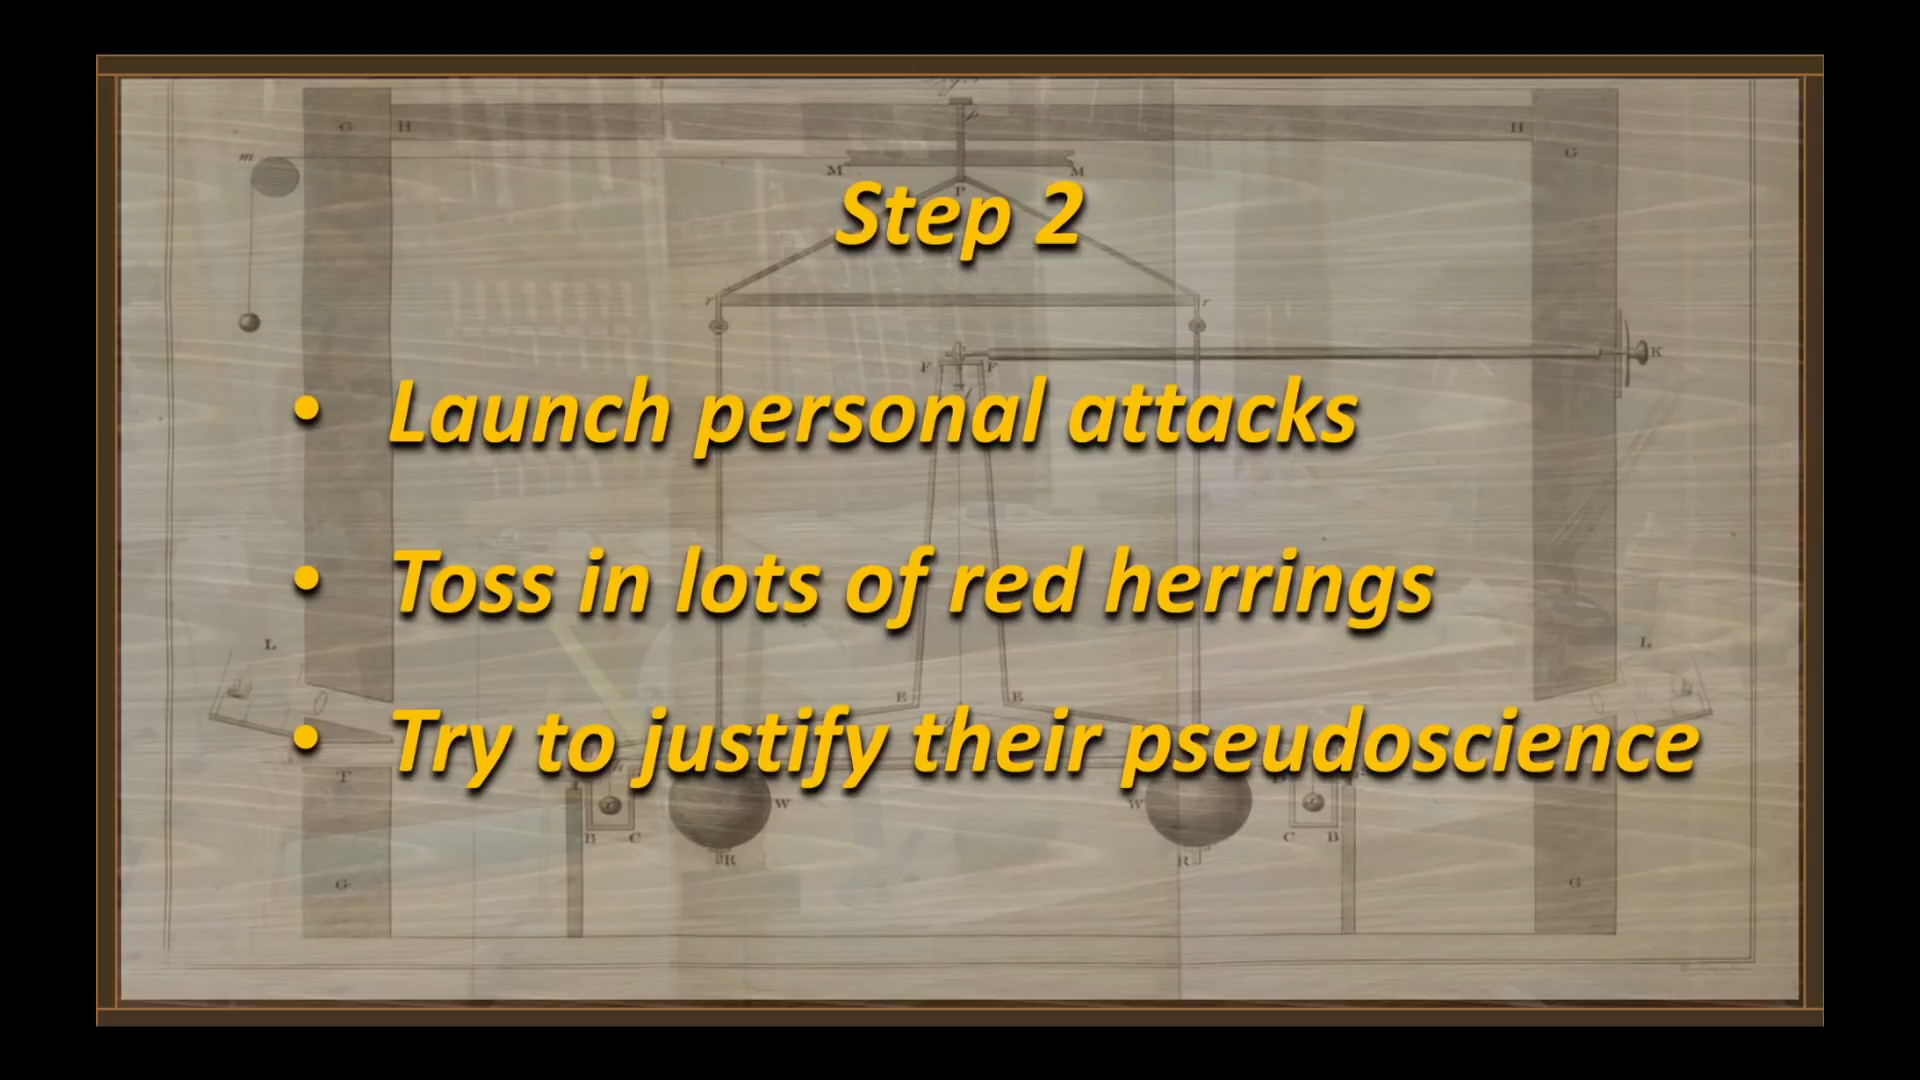 Step 2
• Launch personal attacks
• Toss in lots of red herrings
• Try to justify their pseudoscience
G H H G
m
M M
P
r r
F F K
L L
E E
T
W W
B C C B
R R
G G